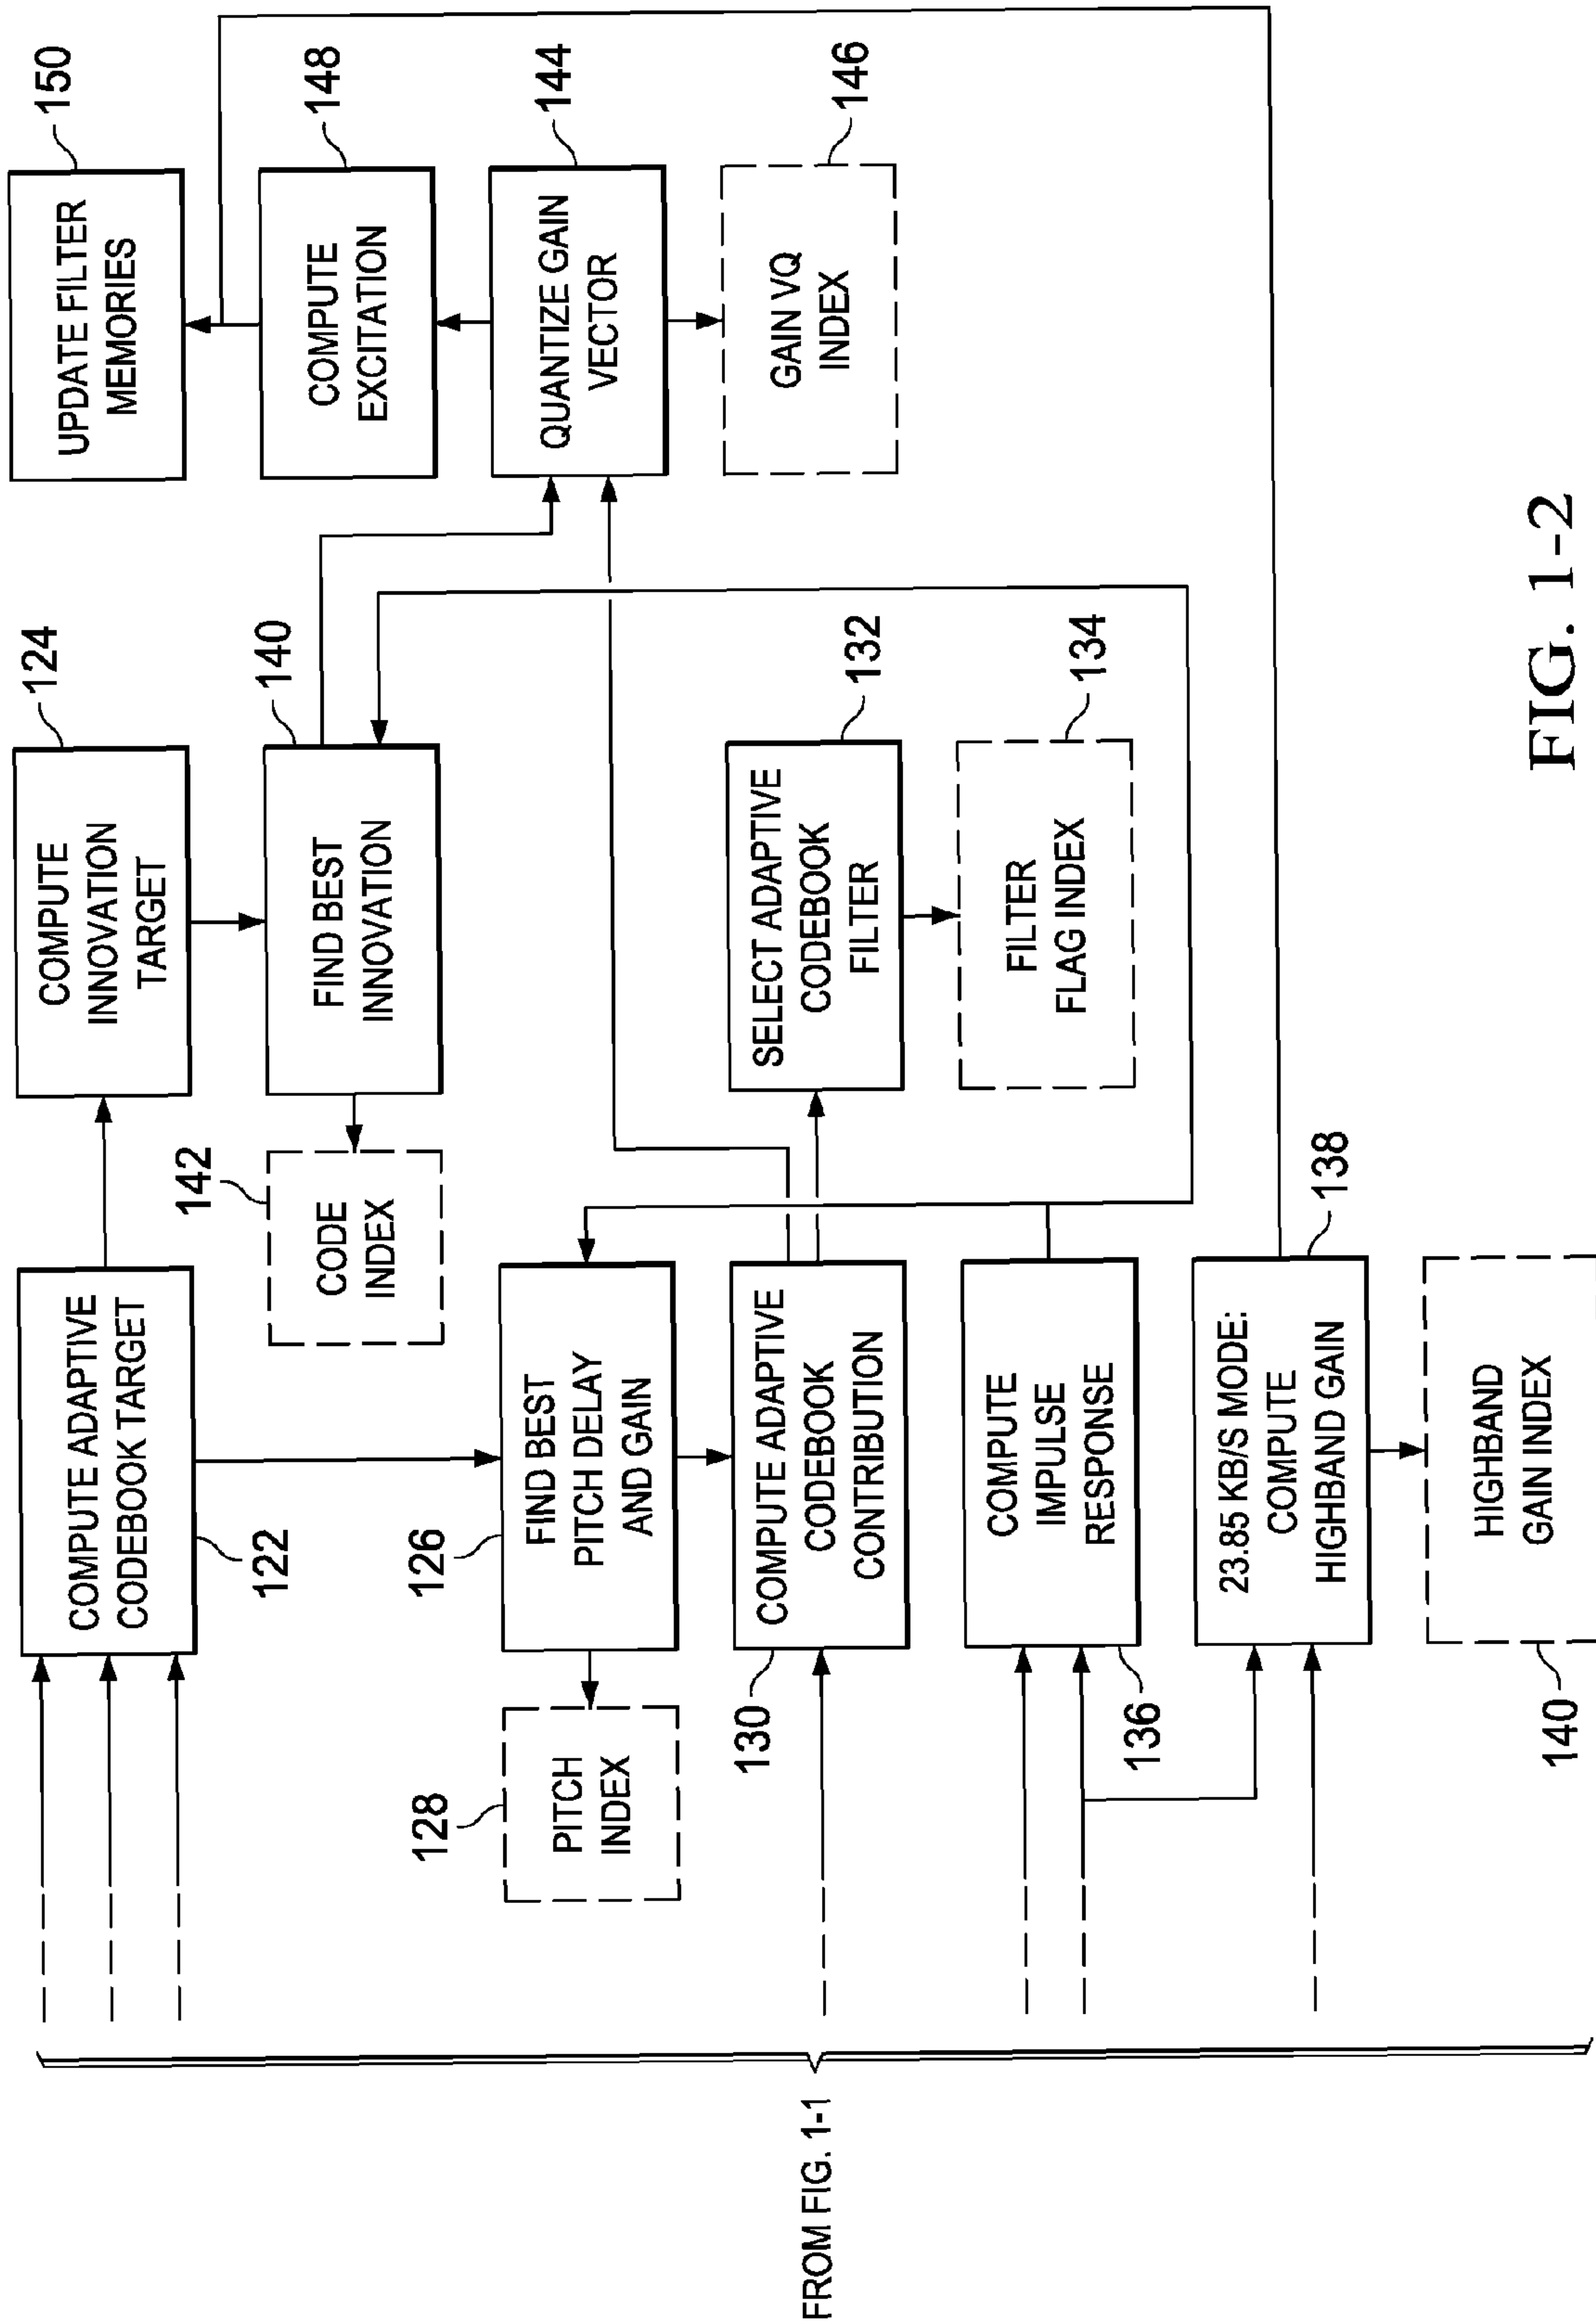 FROM FIG. 1-1
COMPUTE ADAPTIVE
CODEBOOK TARGET
122
COMPUTE
INNOVATION
TARGET
124
UPDATE FILTER
MEMORIES
150
PITCH
INDEX
128
FIND BEST
PITCH DELAY
AND GAIN
126
CODE
INDEX
142
FIND BEST
INNOVATION
140
COMPUTE
EXCITATION
148
QUANTIZE GAIN
VECTOR
144
GAIN VQ
INDEX
146
COMPUTE ADAPTIVE
CODEBOOK
CONTRIBUTION
130
SELECT ADAPTIVE
CODEBOOK
FILTER
132
FILTER
FLAG INDEX
134
COMPUTE
IMPULSE
RESPONSE
136
23.85 KB/S MODE:
COMPUTE
HIGHBAND GAIN
138
HIGHBAND
GAIN INDEX
140
FIG. 1-2